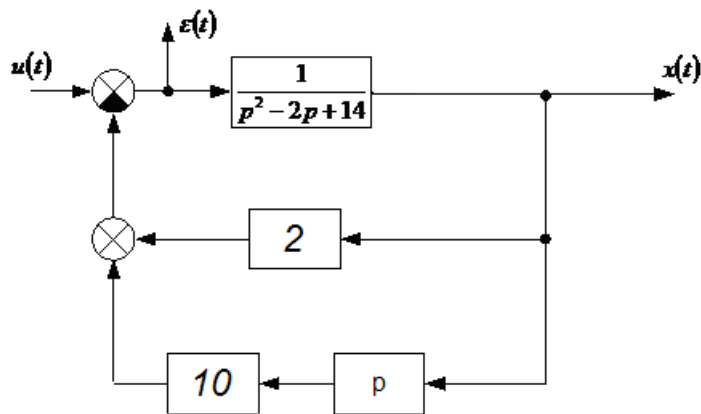 ε(t)
u(t)
x(t)
1
p² − 2p + 14
2
10
p